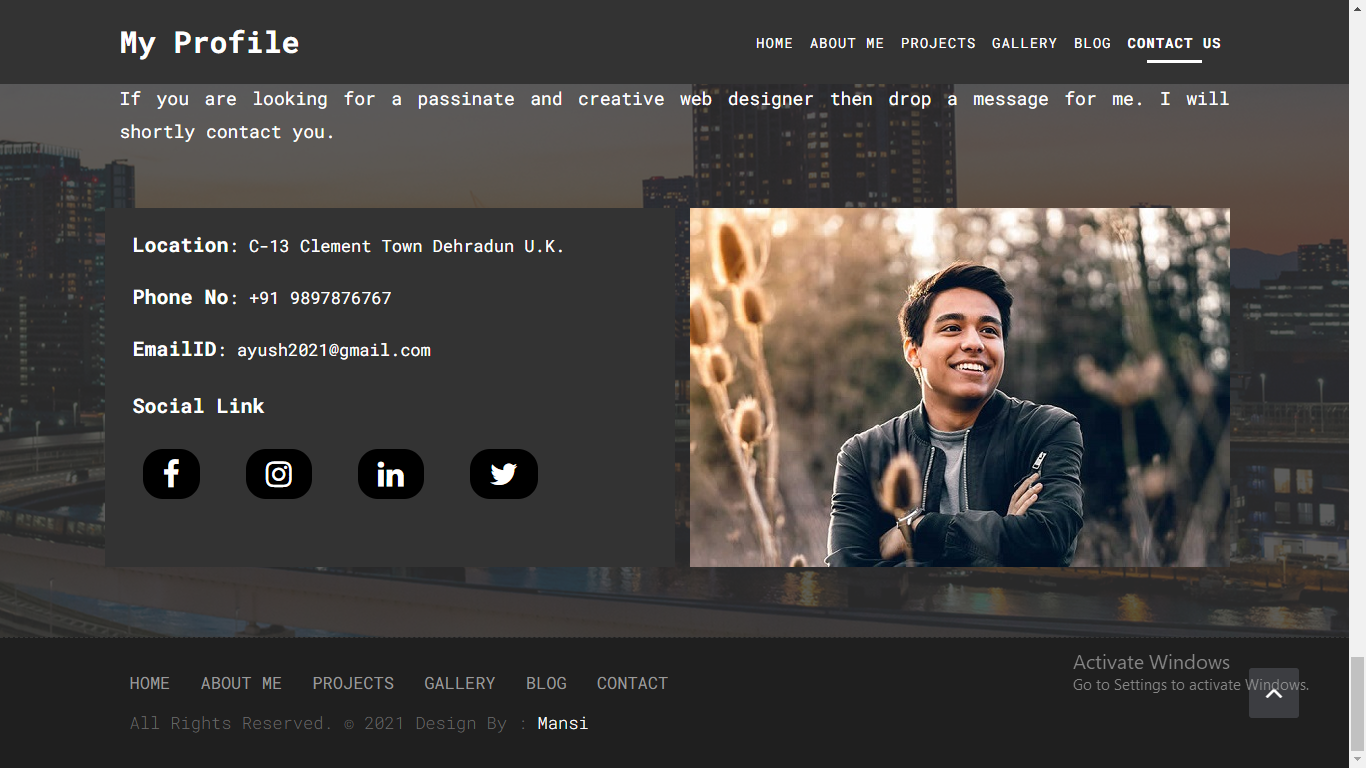 My Profile
HOME ABOUT ME PROJECTS GALLERY BLOG CONTACT US
If you are looking for a passinate and creative web designer then drop a message for me. I will
shortly contact you.
Location: C-13 Clement Town Dehradun U.K.
Phone No: +91 9897876767
EmailID: ayush2021@gmail.com
Social Link
HOME ABOUT ME PROJECTS GALLERY BLOG CONTACT
All Rights Reserved. © 2021 Design By : Mansi
Activate Windows
Go to Settings to activate Windows.